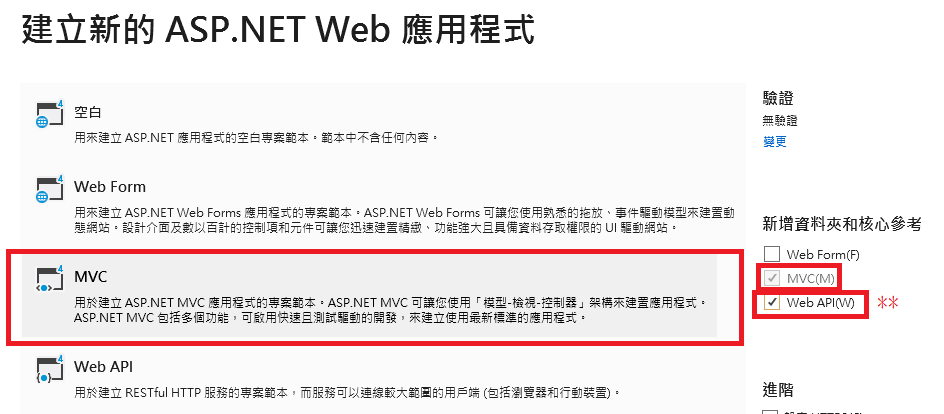 建立新的 ASP.NET Web 應用程式
空白
用來建立 ASP.NET 應用程式的空白專案範本。範本中不含任何內容。
Web Form
用來建立 ASP.NET Web Forms 應用程式的專案範本。ASP.NET Web Forms 可讓您使用熟悉的拖放、事件驅動模型來建置動
態網站。設計介面及數以百計的控制項和元件可讓您迅速建置精緻、功能強大且具備資料存取權限的 UI 驅動網站。
MVC
用於建立 ASP.NET MVC 應用程式的專案範本。ASP.NET MVC 可讓您使用「模型-檢視-控制器」架構來建置應用程式。
ASP.NET MVC 包括多個功能，可啟用快速且測試驅動的開發，來建立使用最新標準的應用程式。
Web API
用於建立 RESTful HTTP 服務的專案範本，而服務可以連線較大範圍的用戶端 (包括瀏覽器和行動裝置)。
驗證
無驗證
變更
新增資料夾和核心參考
Web Form(F)
MVC(M)
Web API(W) **
進階